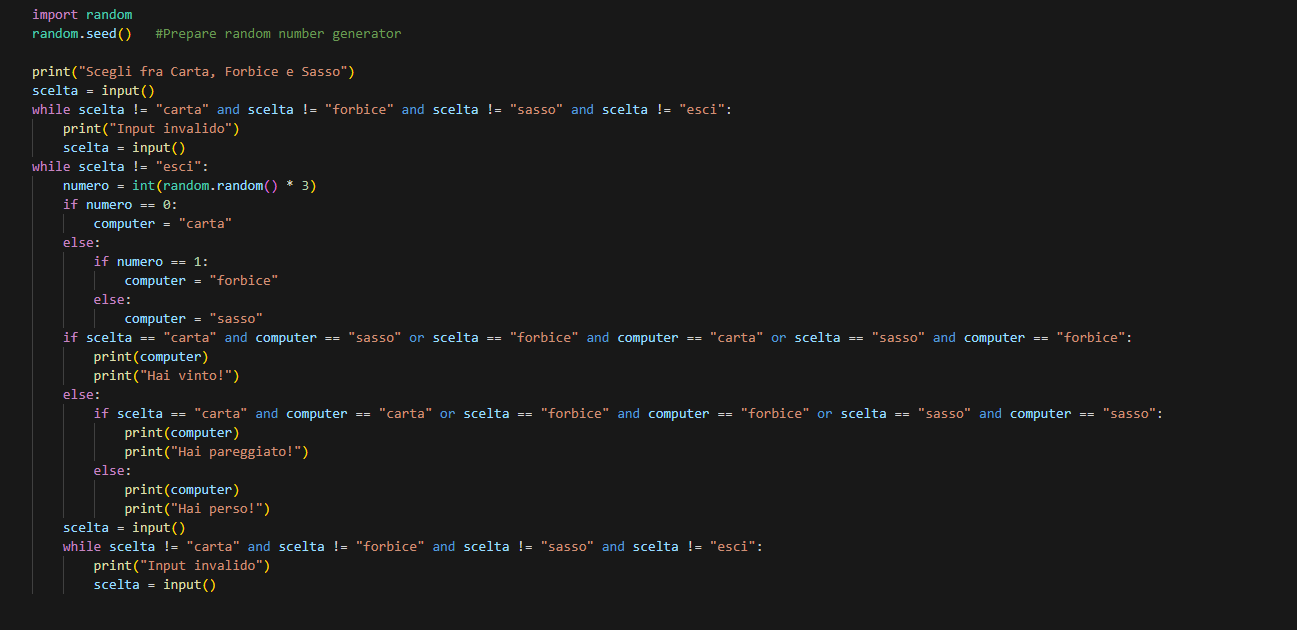 import random
random.seed()   #Prepare random number generator

print("Scegli fra Carta, Forbice e Sasso")
scelta = input()
while scelta != "carta" and scelta != "forbice" and scelta != "sasso" and scelta != "esci":
    print("Input invalido")
    scelta = input()
while scelta != "esci":
    numero = int(random.random() * 3)
    if numero == 0:
        computer = "carta"
    else:
        if numero == 1:
            computer = "forbice"
        else:
            computer = "sasso"
    if scelta == "carta" and computer == "sasso" or scelta == "forbice" and computer == "carta" or scelta == "sasso" and computer == "forbice":
        print(computer)
        print("Hai vinto!")
    else:
        if scelta == "carta" and computer == "carta" or scelta == "forbice" and computer == "forbice" or scelta == "sasso" and computer == "sasso":
            print(computer)
            print("Hai pareggiato!")
        else:
            print(computer)
            print("Hai perso!")
    scelta = input()
    while scelta != "carta" and scelta != "forbice" and scelta != "sasso" and scelta != "esci":
        print("Input invalido")
        scelta = input()